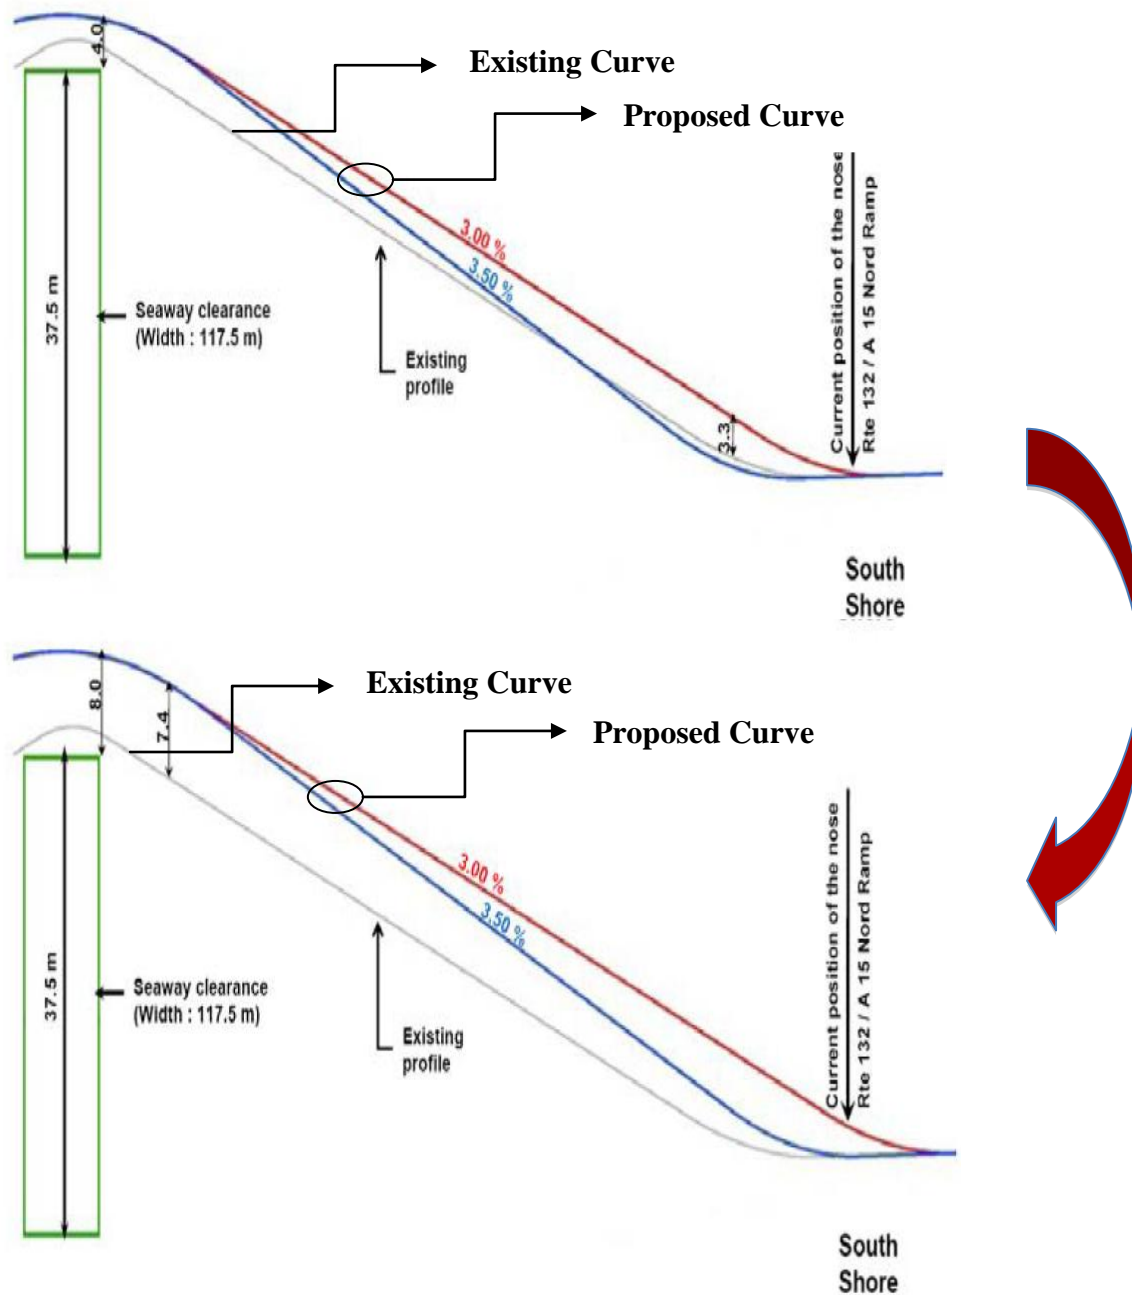 4.0
Existing Curve
Proposed Curve
37.5 m
Seaway clearance
(Width : 117.5 m)
3.00 %
3.50 %
Existing
profile
3.3
Current position of the nose
Rte 132 / A 15 Nord Ramp
South
Shore
8.0
7.4
Existing Curve
Proposed Curve
37.5 m
Seaway clearance
(Width : 117.5 m)
3.00 %
3.50 %
Existing
profile
Current position of the nose
Rte 132 / A 15 Nord Ramp
South
Shore